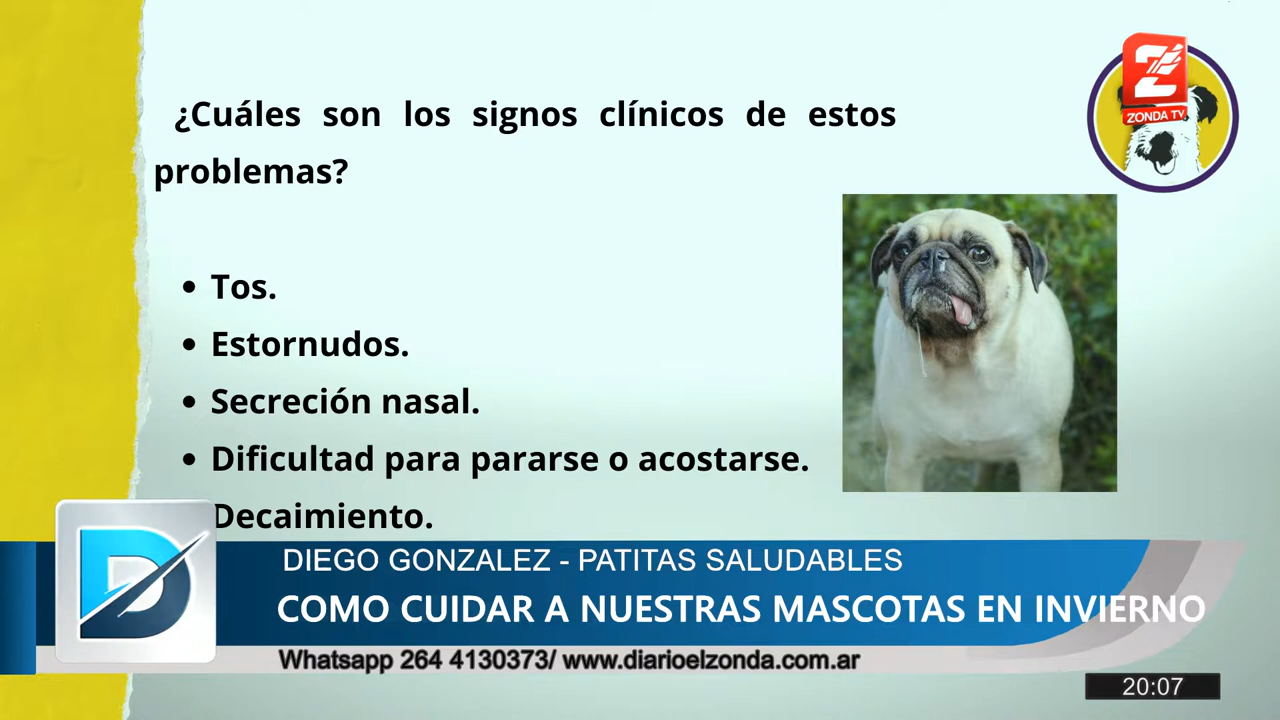 ¿Cuáles son los signos clínicos de estos
problemas?
Z
ZONDA TV
Tos.
Estornudos.
Secreción nasal.
Dificultad para pararse o acostarse.
Decaimiento.
D
DIEGO GONZALEZ - PATITAS SALUDABLES
COMO CUIDAR A NUESTRAS MASCOTAS EN INVIERNO
Whatsapp 264 4130373/ www.diarioelzonda.com.ar
20:07